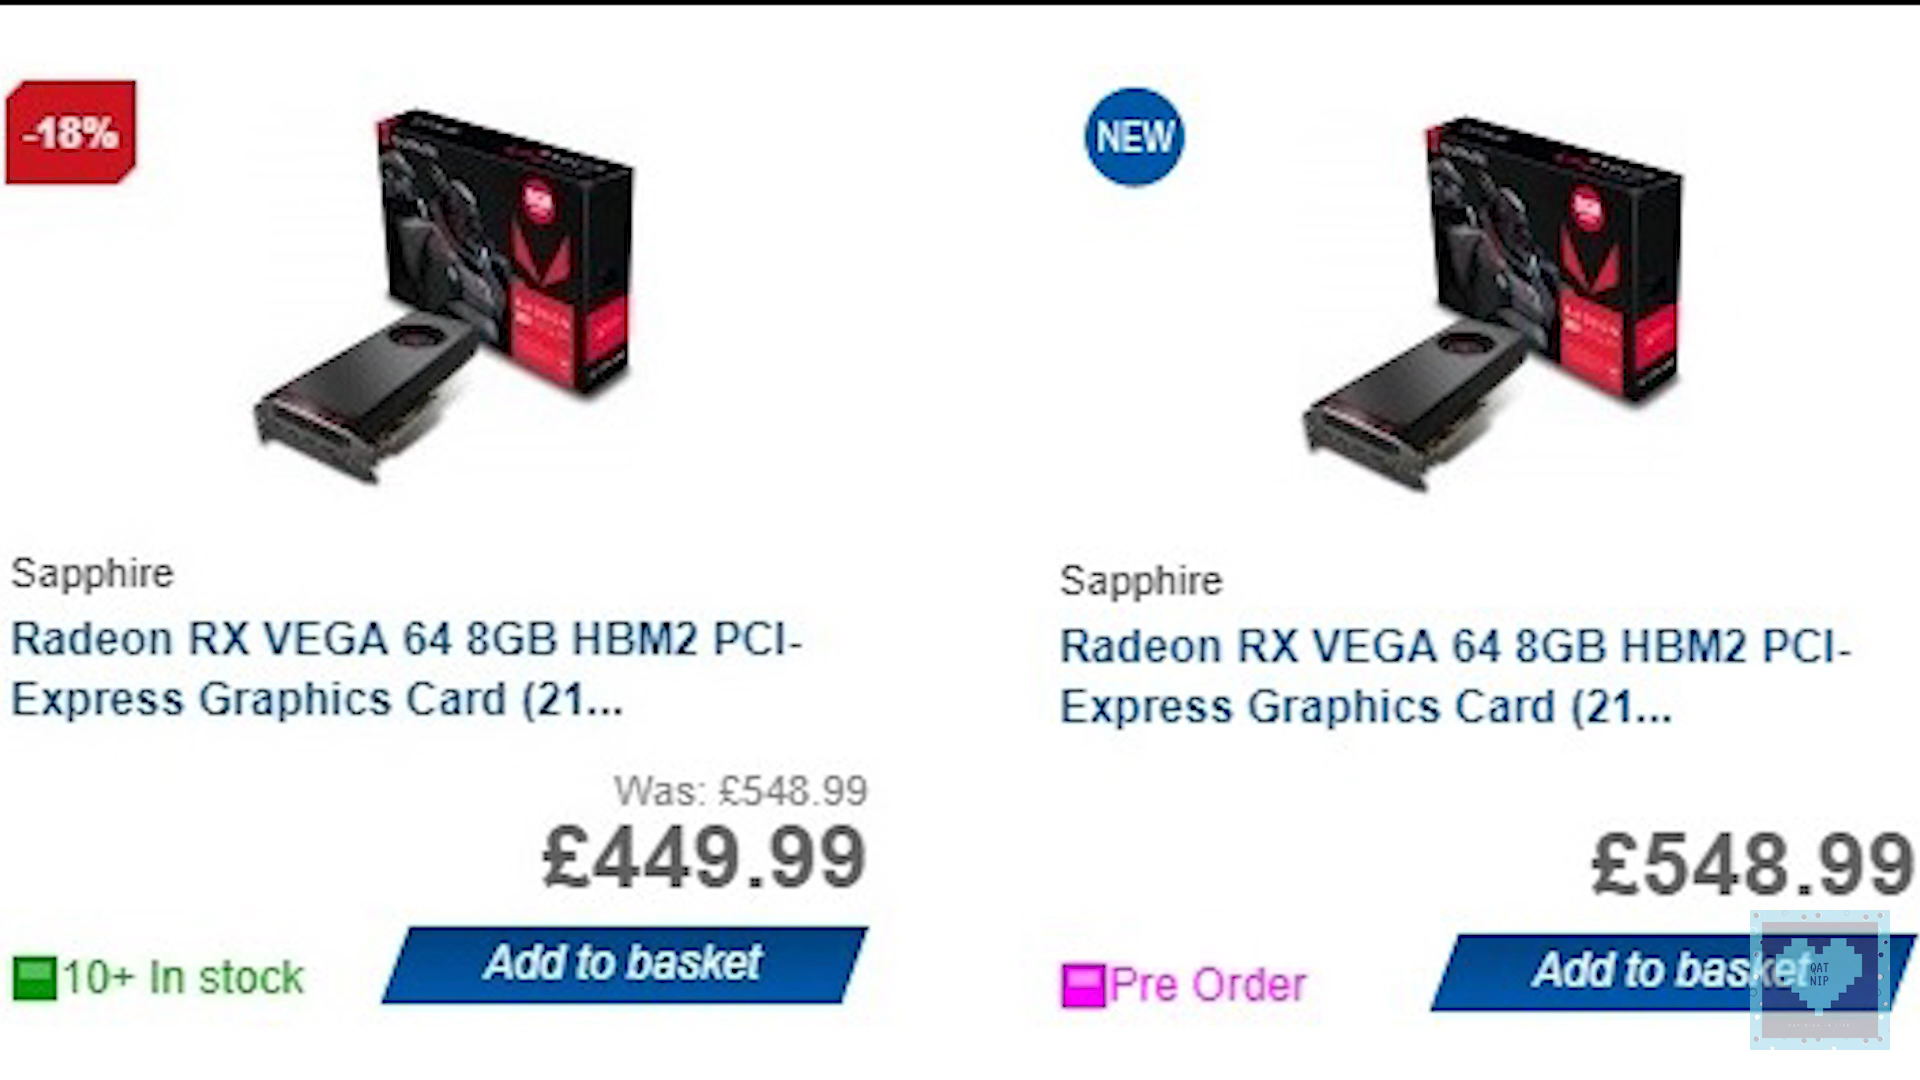 -18%
Sapphire
Radeon RX VEGA 64 8GB HBM2 PCI-
Express Graphics Card (21...
Was: £548.99
£449.99
10+ In stock
Add to basket
NEW
Sapphire
Radeon RX VEGA 64 8GB HBM2 PCI-
Express Graphics Card (21...
£548.99
Pre Order
Add to basket
QAT
NIP